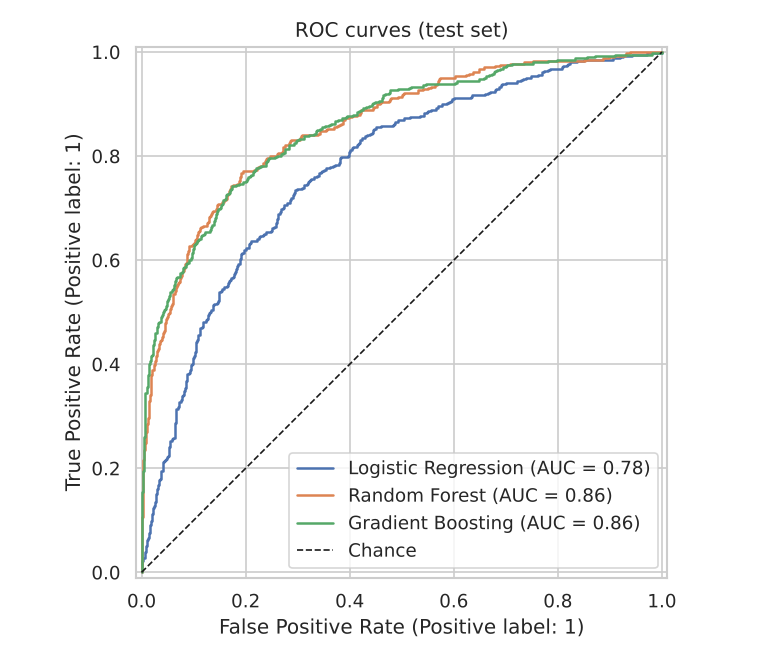 ROC curves (test set)
True Positive Rate (Positive label: 1)
1.0
0.8
0.6
0.4
0.2
0.0
Logistic Regression (AUC = 0.78)
Random Forest (AUC = 0.86)
Gradient Boosting (AUC = 0.86)
Chance
0.0 0.2 0.4 0.6 0.8 1.0
False Positive Rate (Positive label: 1)